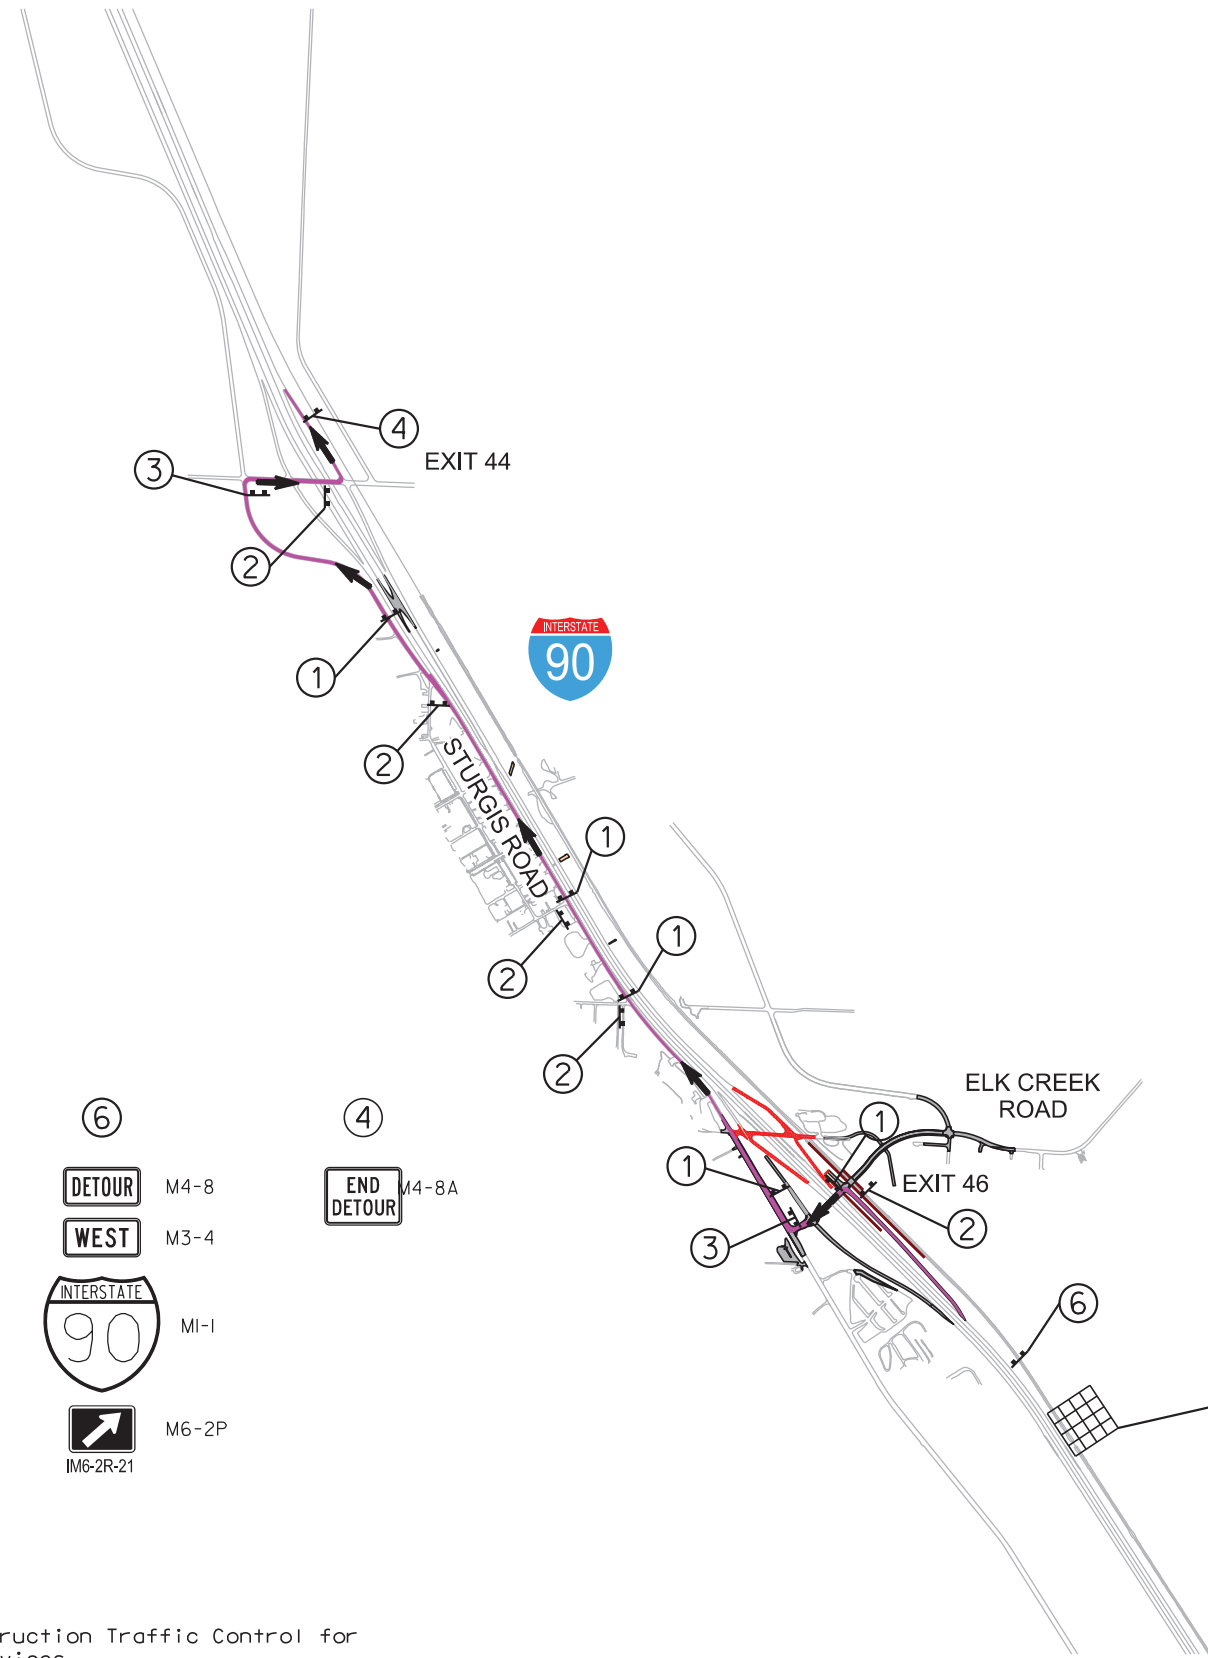 4
EXIT 44
3
2
1
INTERSTATE
90
2
STURGIS ROAD
1
2
1
2
ELK CREEK
ROAD
1
1
EXIT 46
2
3
6
6
4
DETOUR M4-8
WEST M3-4
INTERSTATE
90 M1-1
M6-2P
IM6-2R-21
END
DETOUR M4-8A
ruction Traffic Control for